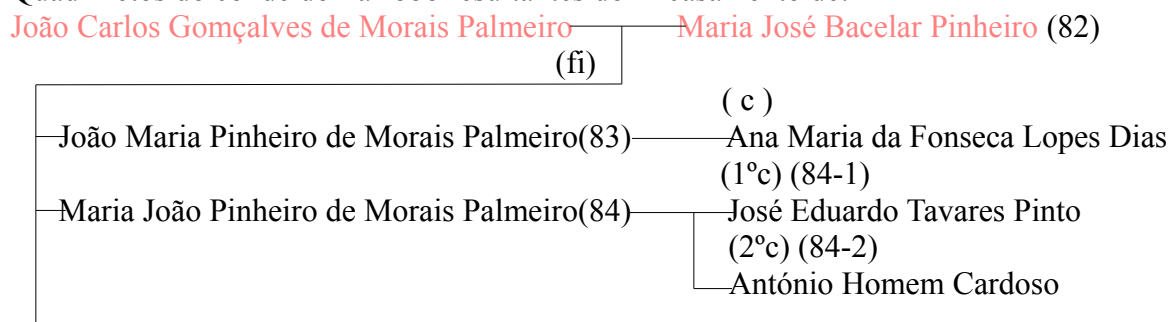 João Carlos Gomçalves de Morais Palmeiro Maria José Bacelar Pinheiro (82)
(fi)
( c )
João Maria Pinheiro de Morais Palmeiro(83) Ana Maria da Fonseca Lopes Dias
(1ºc) (84-1)
Maria João Pinheiro de Morais Palmeiro(84) José Eduardo Tavares Pinto
(2ºc) (84-2)
António Homem Cardoso